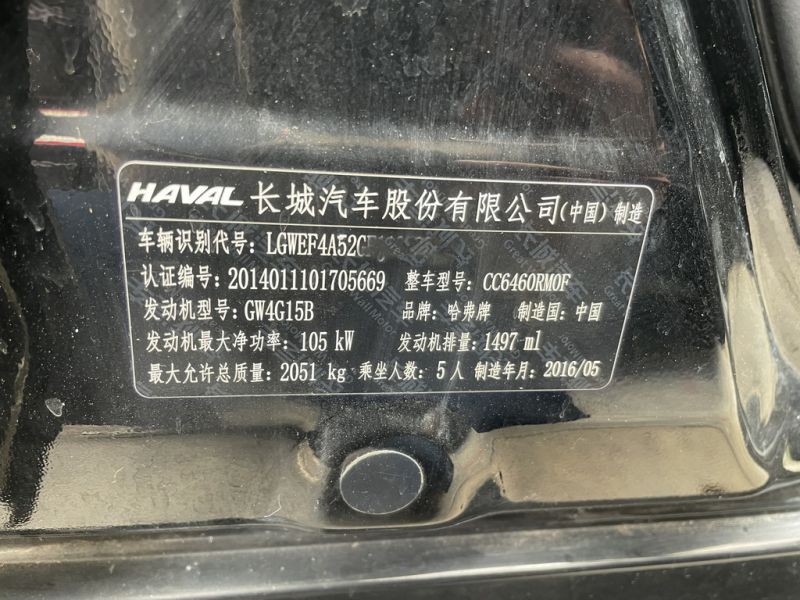 HAVAL 长城汽车股份有限公司(中国) 制造
车辆识别代号: LGWEF4A52C
认证编号: 2014011101705669 整车型号: CC6460RM0F
发动机型号: GW4G15B 品牌: 哈弗牌 制造国: 中国
发动机最大净功率: 105 kW 发动机排量: 1497 ml
最大允许总质量: 2051 kg 乘坐人数: 5人 制造年月: 2016/05